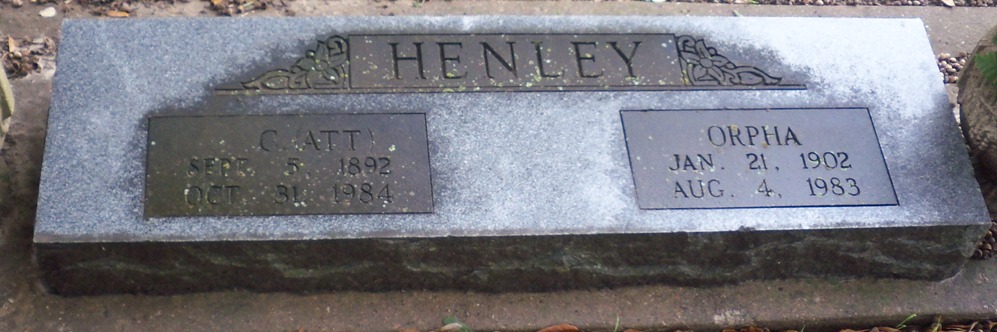 HENLEY
C. (ATT)
SEPT. 5, 1892
OCT. 31, 1984
ORPHA
JAN. 21, 1902
AUG. 4, 1983